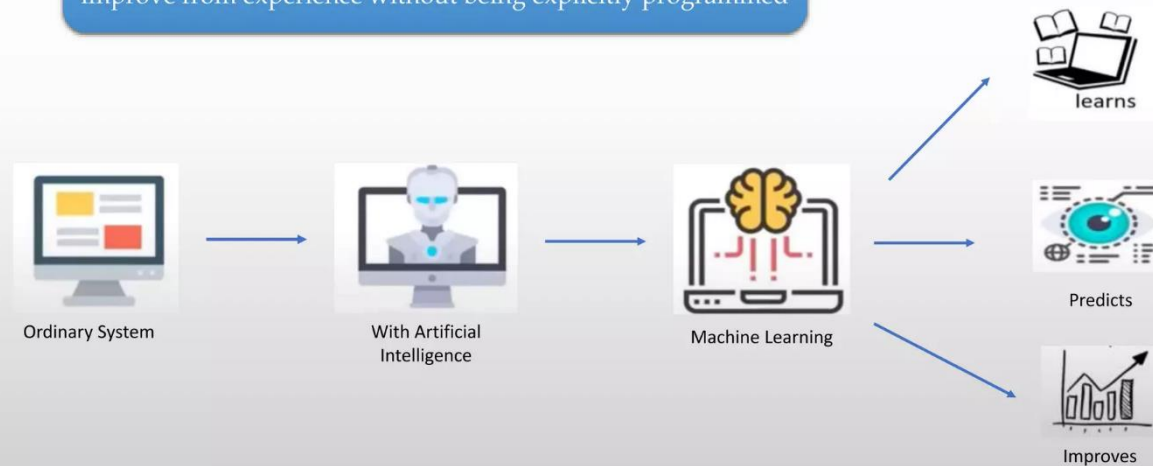 improve from experience without being explicitly programmed
learns
Ordinary System
With Artificial
Intelligence
Machine Learning
Predicts
Improves